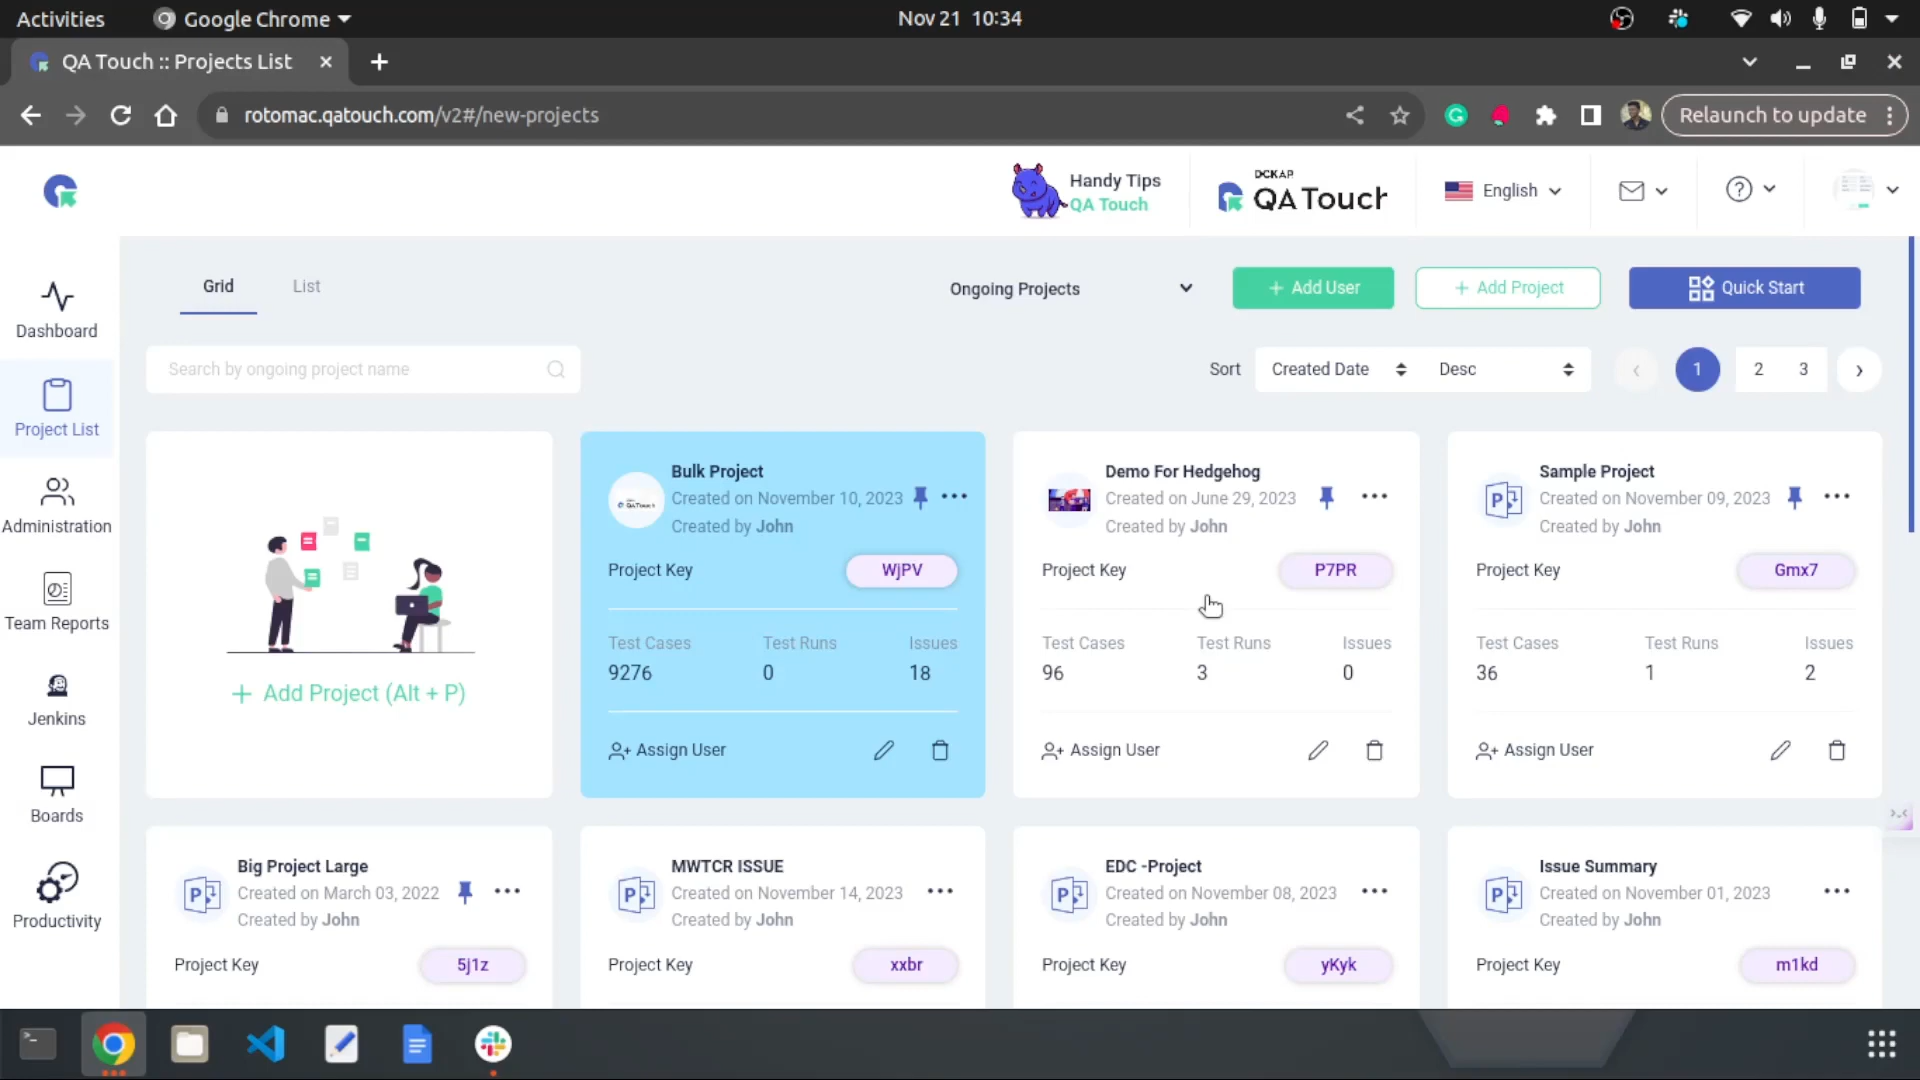 Activities
Google Chrome
Nov 21 10:34
QA Touch :: Projects List
rotomac.qatouch.com/v2#/new-projects
Relaunch to update
Handy Tips
QA Touch
DCKAP
QA Touch
English
Dashboard
Project List
Administration
Team Reports
Jenkins
Boards
Productivity
Grid
List
Ongoing Projects
+ Add User
+ Add Project
Quick Start
Search by ongoing project name
Sort
Created Date
Desc
1
2
3
+ Add Project (Alt + P)
Bulk Project
Created on November 10, 2023
Created by John
Project Key
WjPV
Test Cases Test Runs Issues
9276 0 18
Assign User
Demo For Hedgehog
Created on June 29, 2023
Created by John
Project Key
P7PR
Test Cases Test Runs Issues
96 3 0
Assign User
Sample Project
Created on November 09, 2023
Created by John
Project Key
Gmx7
Test Cases Test Runs Issues
36 1 2
Assign User
Big Project Large
Created on March 03, 2022
Created by John
Project Key
5j1z
MWTCR ISSUE
Created on November 14, 2023
Created by John
Project Key
xxbr
EDC -Project
Created on November 08, 2023
Created by John
Project Key
yKyk
Issue Summary
Created on November 01, 2023
Created by John
Project Key
m1kd